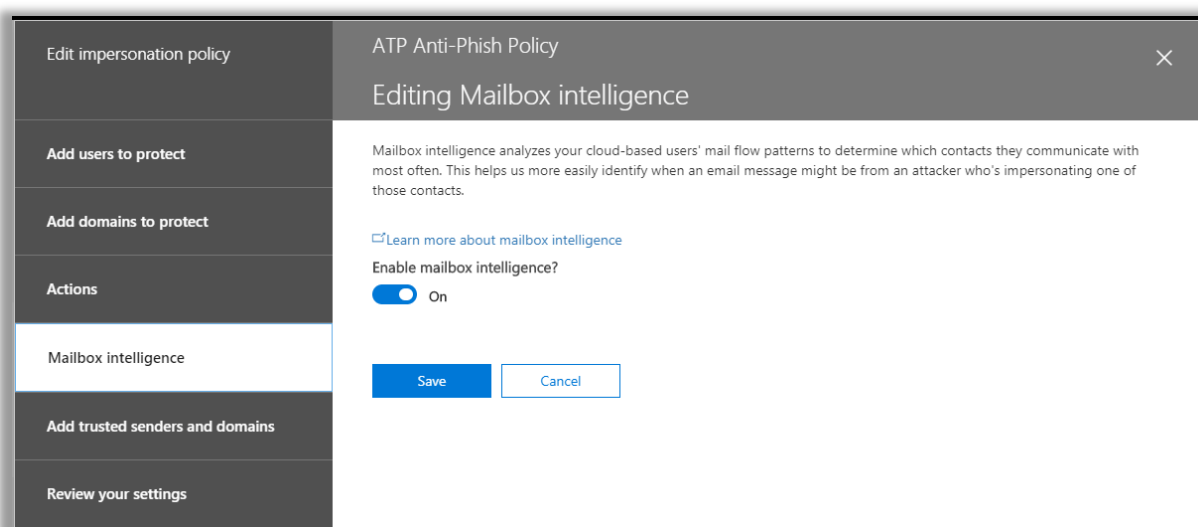 Edit impersonation policy
Add users to protect
Add domains to protect
Actions
Mailbox intelligence
Add trusted senders and domains
Review your settings
ATP Anti-Phish Policy
Editing Mailbox intelligence
Mailbox intelligence analyzes your cloud-based users' mail flow patterns to determine which contacts they communicate with
most often. This helps us more easily identify when an email message might be from an attacker who's impersonating one of
those contacts.
Learn more about mailbox intelligence
Enable mailbox intelligence?
On
Save
Cancel